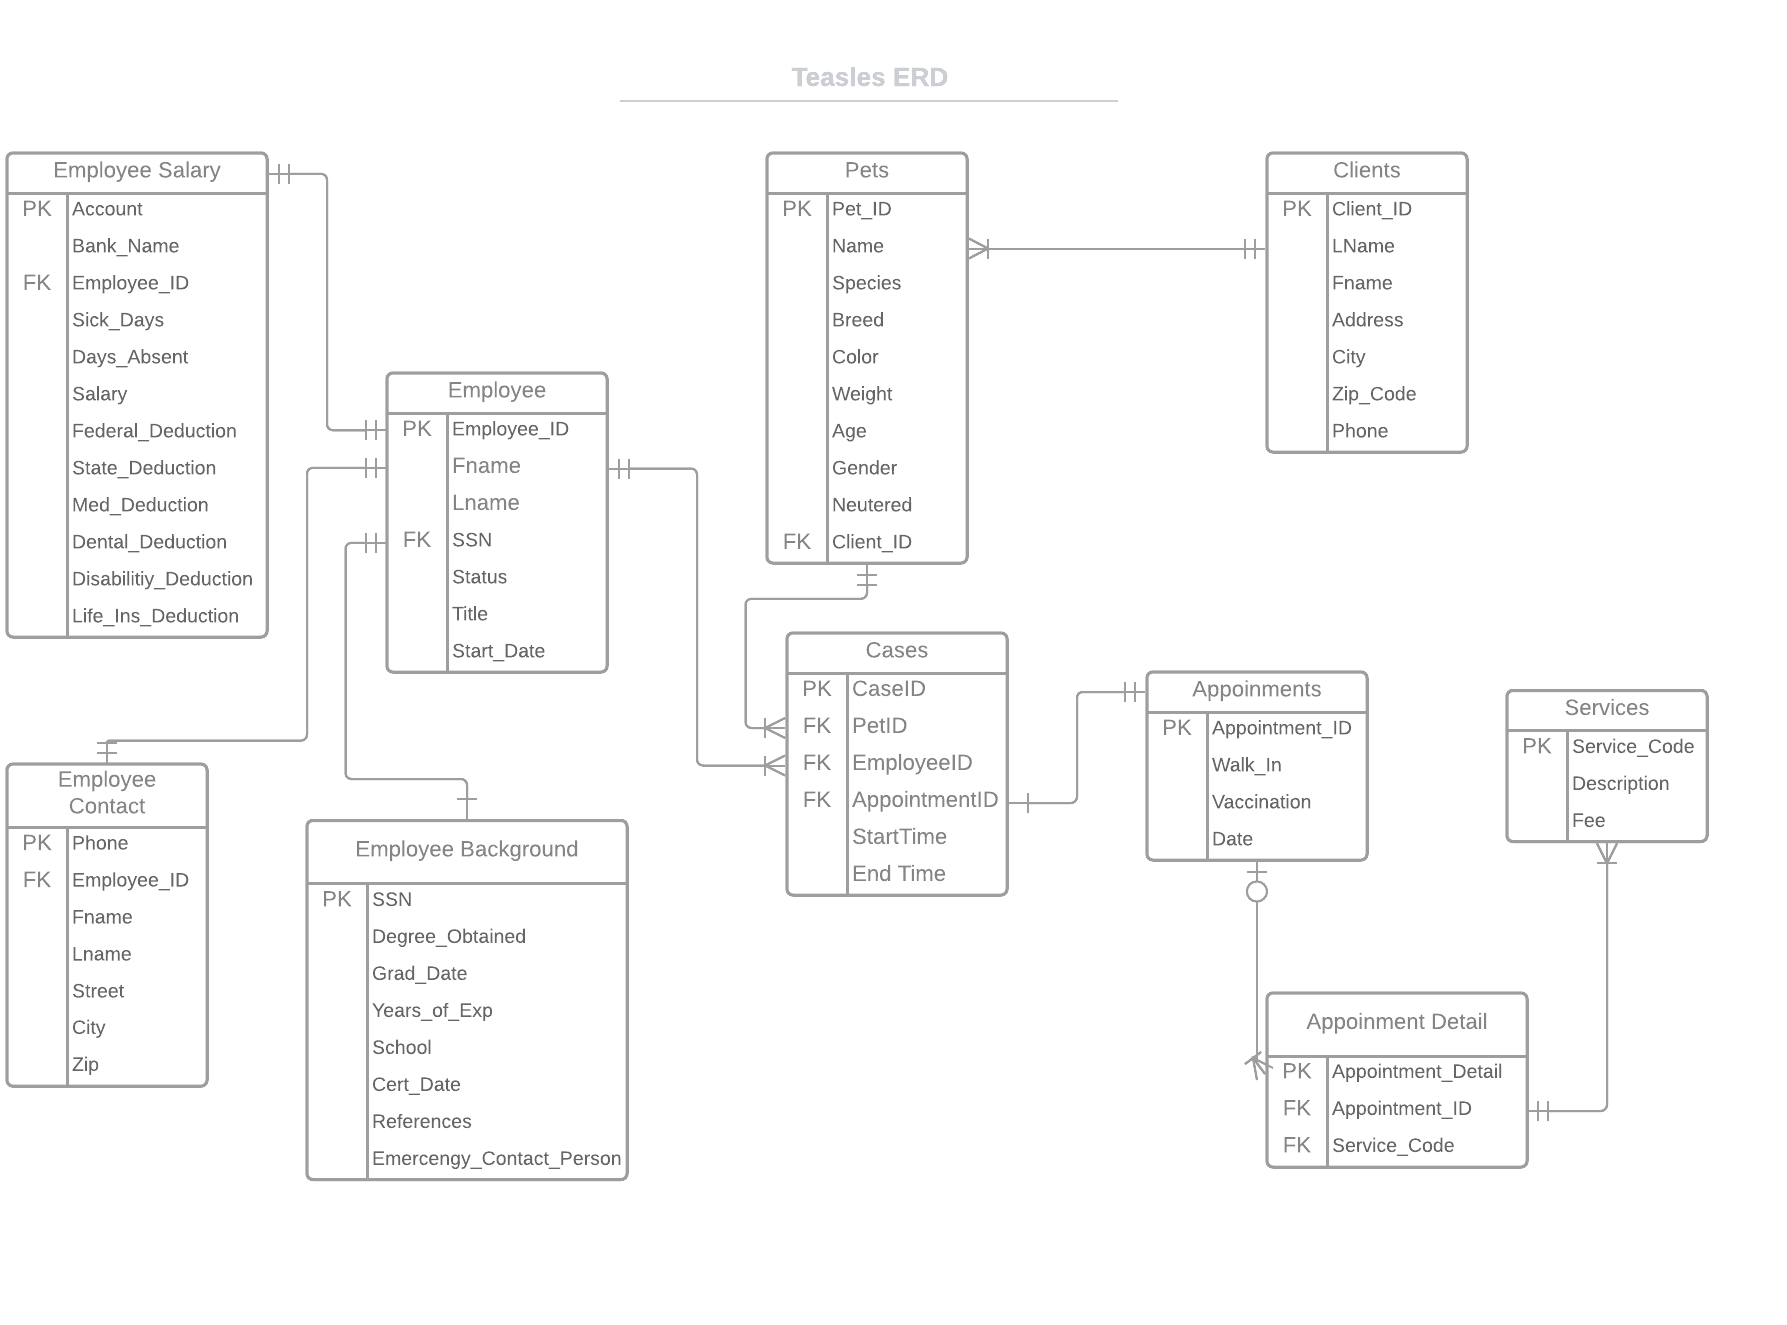 Teasles ERD
Employee Salary
PK Account
Bank_Name
FK Employee_ID
Sick_Days
Days_Absent
Salary
Federal_Deduction
State_Deduction
Med_Deduction
Dental_Deduction
Disabilitiy_Deduction
Life_Ins_Deduction
Employee
PK Employee_ID
Fname
Lname
FK SSN
Status
Title
Start_Date
Employee
Contact
PK Phone
FK Employee_ID
Fname
Lname
Street
City
Zip
Employee Background
PK SSN
Degree_Obtained
Grad_Date
Years_of_Exp
School
Cert_Date
References
Emercengy_Contact_Person
Pets
PK Pet_ID
Name
Species
Breed
Color
Weight
Age
Gender
Neutered
FK Client_ID
Clients
PK Client_ID
LName
Fname
Address
City
Zip_Code
Phone
Cases
PK CaseID
FK PetID
FK EmployeeID
FK AppointmentID
StartTime
End Time
Appoinments
PK Appointment_ID
Walk_In
Vaccination
Date
Services
PK Service_Code
Description
Fee
Appoinment Detail
PK Appointment_Detail
FK Appointment_ID
FK Service_Code